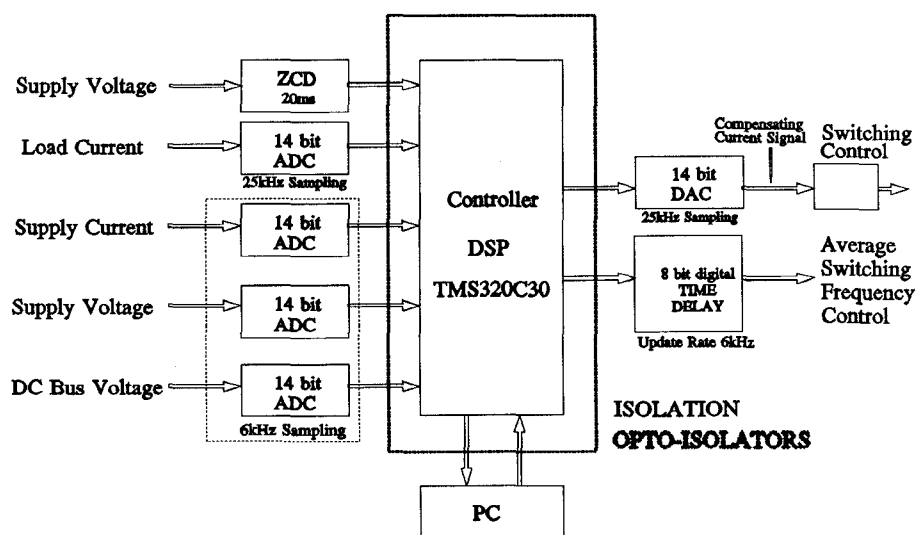 Supply Voltage
ZCD
20ms
Load Current
14 bit
ADC
25kHz Sampling
Supply Current
14 bit
ADC
Supply Voltage
14 bit
ADC
DC Bus Voltage
14 bit
ADC
6kHz Sampling
Controller
DSP
TMS320C30
Compensating
Current Signal
Switching
Control
14 bit
DAC
25kHz Sampling
8 bit digital
TIME
DELAY
Update Rate 6kHz
Average
Switching
Frequency
Control
ISOLATION
OPTO-ISOLATORS
PC